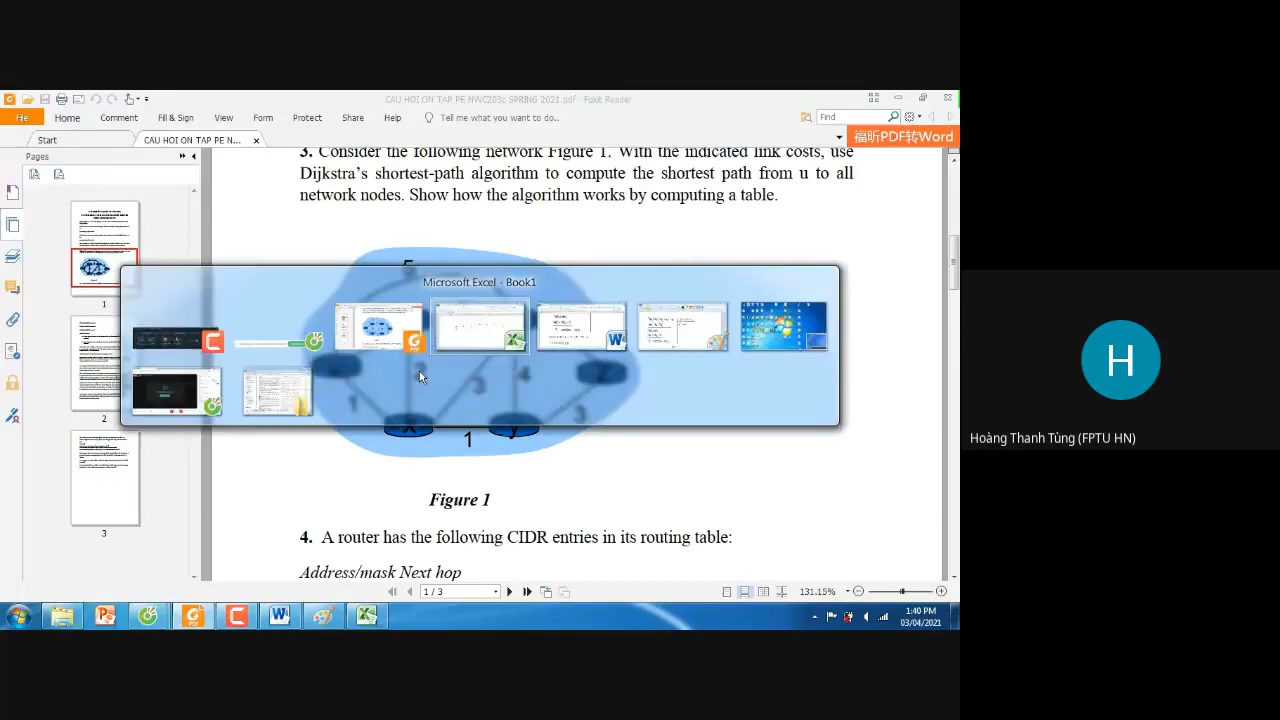 CAU HOI ON TAP PE NWC203c SPRING 2021.pdf - Foxit Reader
File Home Comment Fill & Sign View Form Protect Share Help Tell me what you want to do.. Find
福昕PDF转Word
Start CAU HOI ON TAP PE NWC203c SPRING 2021.pdf
Pages
3. Consider the following network Figure 1. With the indicated link costs, use
Dijkstra’s shortest-path algorithm to compute the shortest path from u to all
network nodes. Show how the algorithm works by computing a table.
5
Microsoft Excel - Book1
1
2
3
3 4
1 3
x y
1
Figure 1
4. A router has the following CIDR entries in its routing table:
Address/mask Next hop
1 / 3
131.15%
1:40 PM
03/04/2021
H
Hoàng Thanh Tùng (FPTU HN)